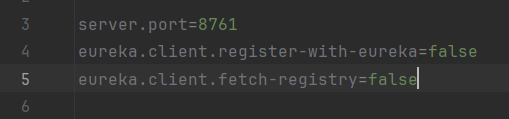 3 server.port=8761
4 eureka.client.register-with-eureka=false
5 eureka.client.fetch-registry=false
6